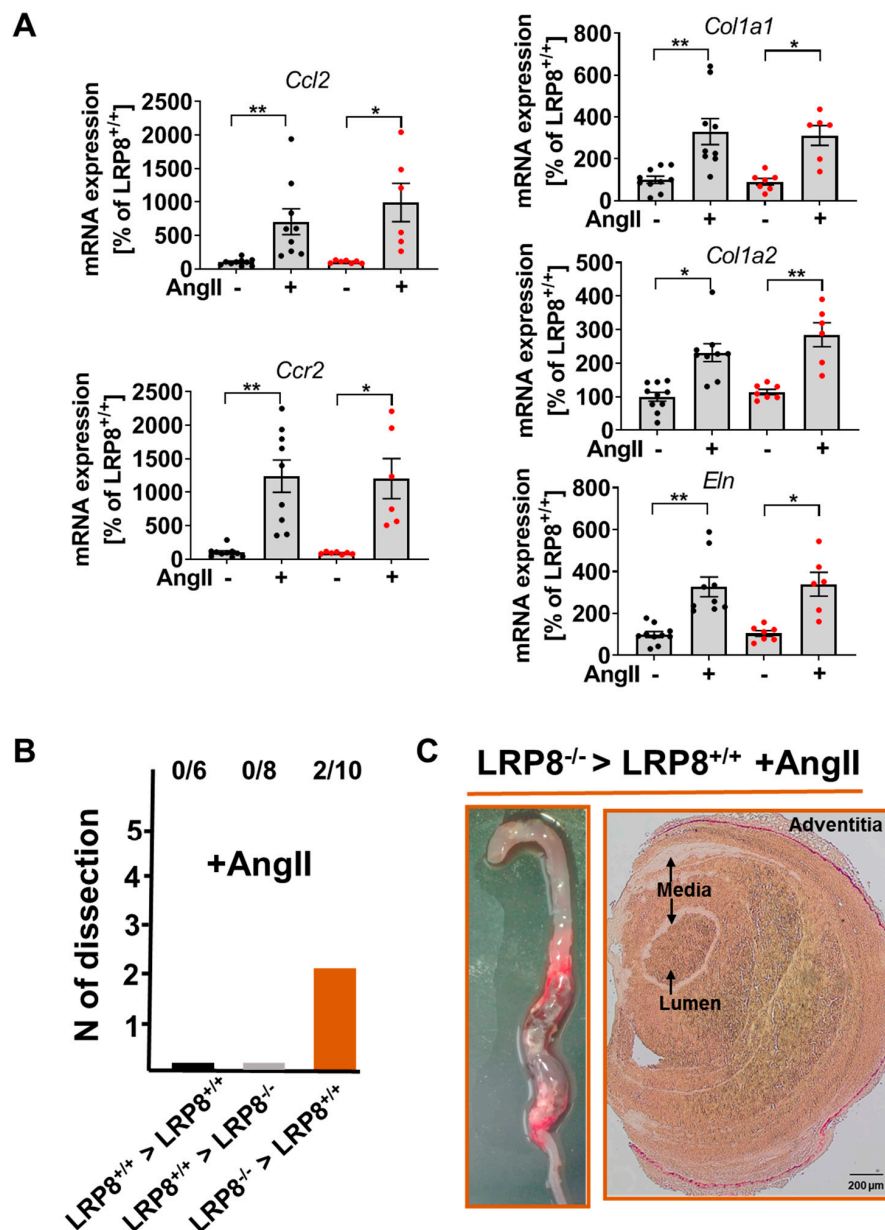 A
Ccl2
mRNA expression
[% of LRP8+/+]
2500
2000
1500
1000
500
0
**
*
AngII - + - +
Ccr2
mRNA expression
[% of LRP8+/+]
2500
2000
1500
1000
500
0
**
*
AngII - + - +
Col1a1
mRNA expression
[% of LRP8+/+]
800
600
400
200
0
**
*
AngII - + - +
Col1a2
mRNA expression
[% of LRP8+/+]
500
400
300
200
100
0
*
**
AngII - + - +
Eln
mRNA expression
[% of LRP8+/+]
800
600
400
200
0
**
*
AngII - + - +
B
0/6 0/8 2/10
+AngII
N of dissection
5
4
3
2
1
LRP8+/+ > LRP8+/+
LRP8+/+ > LRP8-/-
LRP8-/- > LRP8+/+
C
LRP8-/- > LRP8+/+ +AngII
Adventitia
Media
Lumen
200 µm